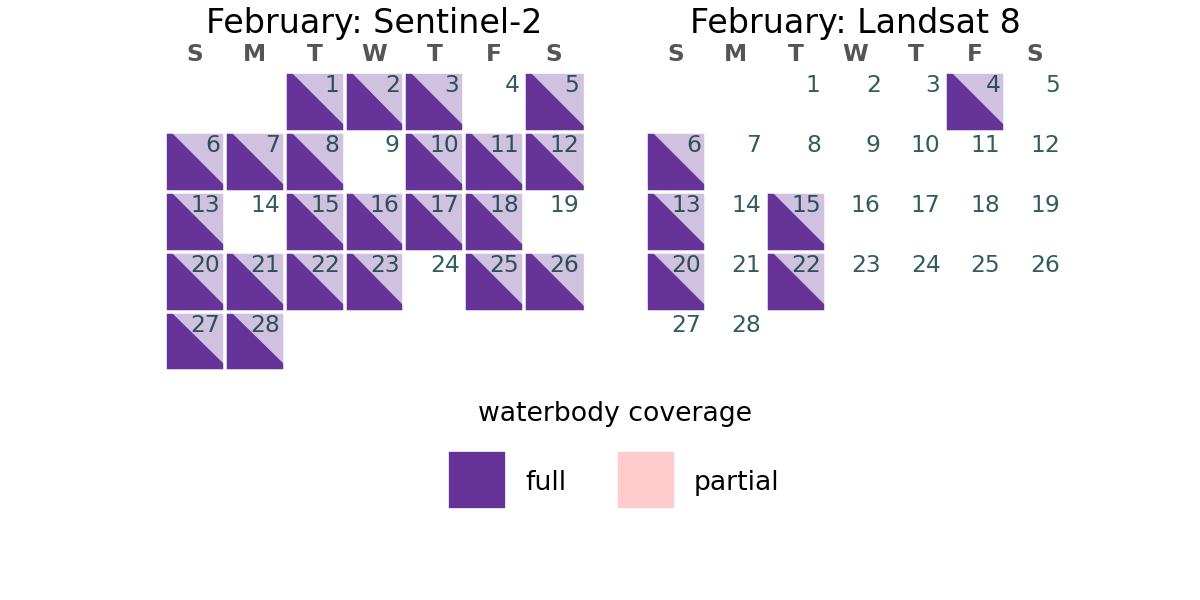 February: Sentinel-2
S M T W T F S
1 2 3 4 5
6 7 8 9 10 11 12
13 14 15 16 17 18 19
20 21 22 23 24 25 26
27 28
February: Landsat 8
S M T W T F S
1 2 3 4 5
6 7 8 9 10 11 12
13 14 15 16 17 18 19
20 21 22 23 24 25 26
27 28
waterbody coverage
full partial